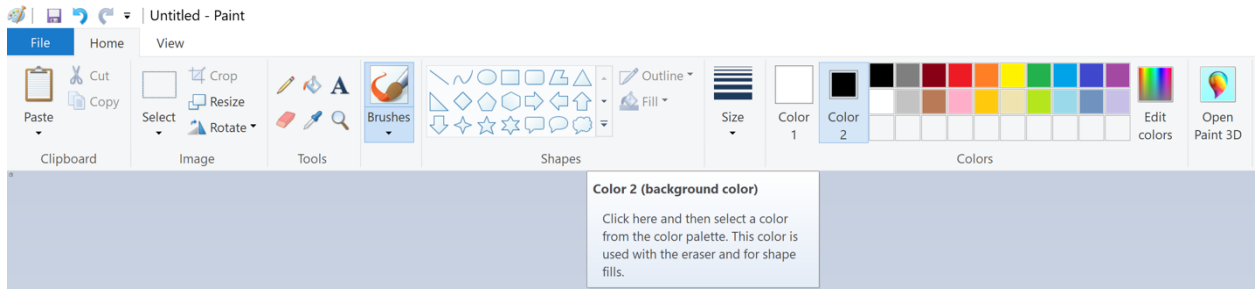 Untitled - Paint
File Home View
Cut
Copy
Paste
Clipboard
Crop
Resize
Rotate
Select
Image
A
Tools
Brushes
Outline
Fill
Shapes
Size
Color 1
Color 2
Edit colors
Colors
Open Paint 3D
Color 2 (background color)
Click here and then select a color
from the color palette. This color is
used with the eraser and for shape
fills.